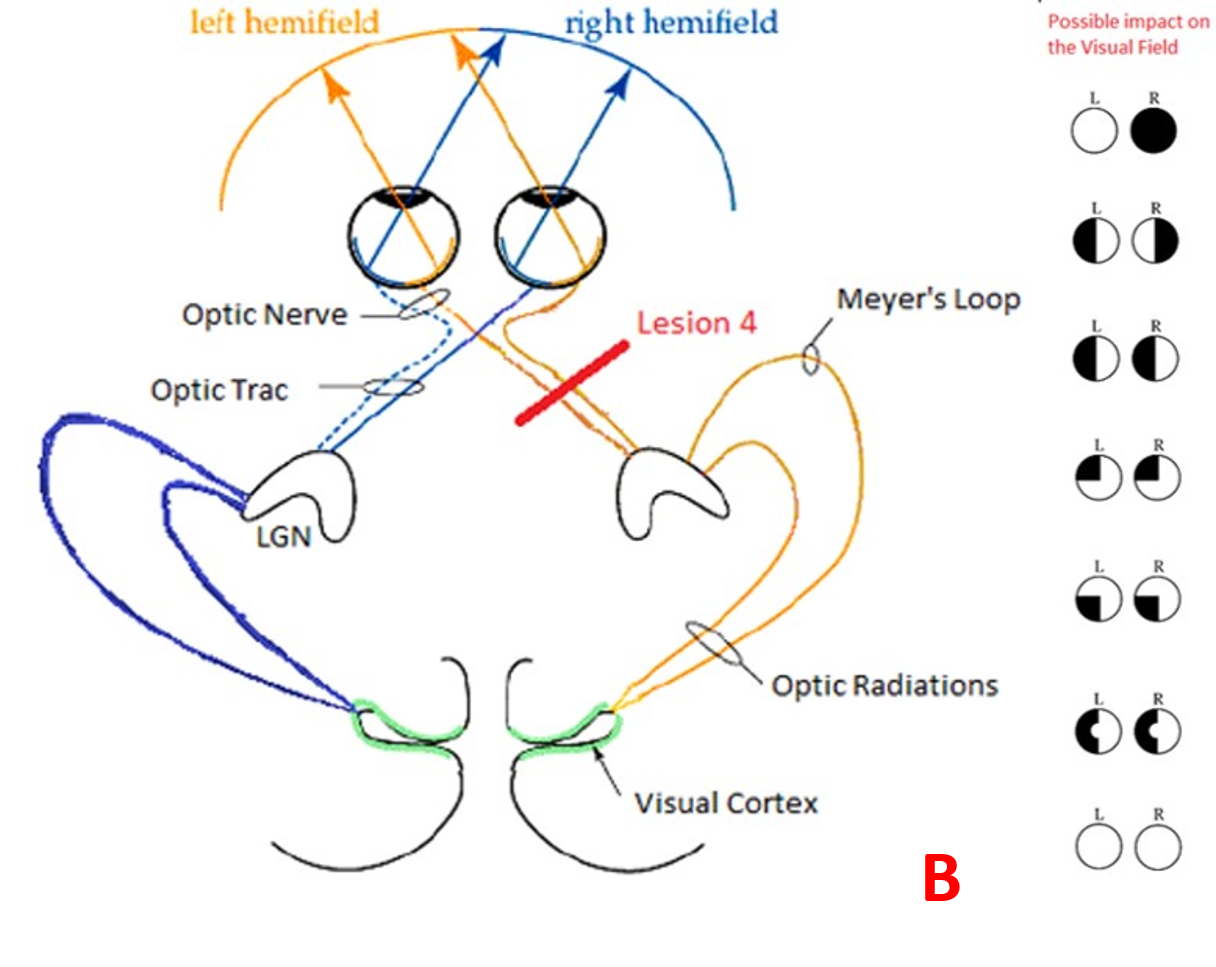 left hemifield
right hemifield
Possible impact on
the Visual Field
L R
L R
Optic Nerve
Lesion 4
Meyer's Loop
Optic Trac
L R
L R
LGN
L R
Optic Radiations
L R
Visual Cortex
L R
B